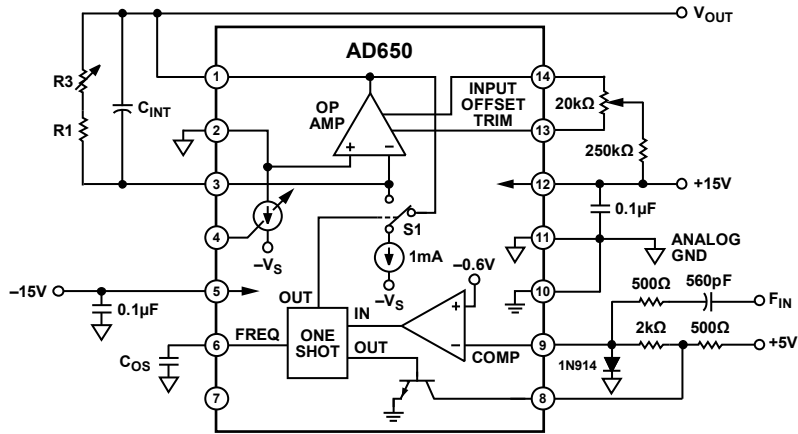 V_OUT
AD650
R3
C_INT
R1
1
2
3
4
5
6
7
OP
AMP
+
–
INPUT
OFFSET
TRIM
14
13
12
11
10
9
8
20kΩ
250kΩ
+15V
0.1µF
ANALOG
GND
S1
1mA
–V_S
–V_S
–0.6V
–15V
0.1µF
OUT
IN
FREQ
ONE
SHOT
OUT
+
–
COMP
C_OS
500Ω
560pF
F_IN
2kΩ
500Ω
+5V
1N914